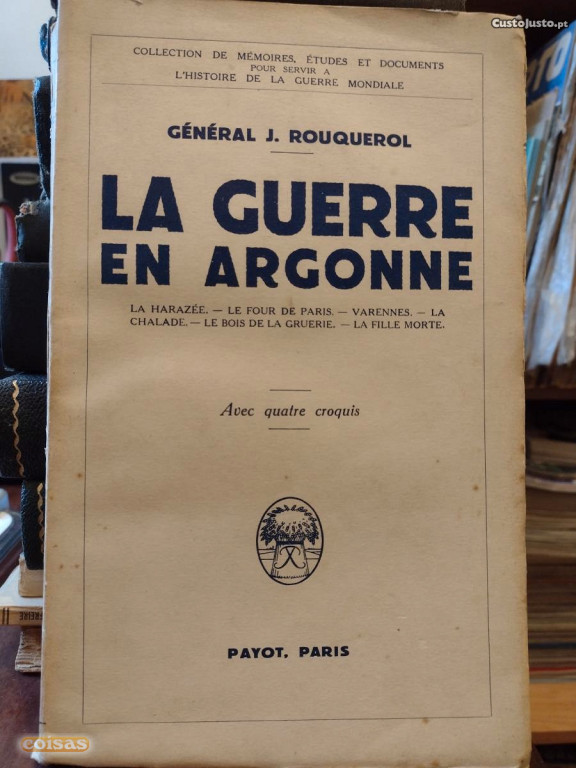 CustoJusto.pt
COLLECTION DE MÉMOIRES, ÉTUDES ET DOCUMENTS
POUR SERVIR A
L'HISTOIRE DE LA GUERRE MONDIALE
GÉNÉRAL J. ROUQUEROL
LA GUERRE
EN ARGONNE
LA HARAZÉE. — LE FOUR DE PARIS. — VARENNES. — LA
CHALADE. — LE BOIS DE LA GRUERIE. — LA FILLE MORTE.
Avec quatre croquis
PAYOT, PARIS
FREIRE
coisas